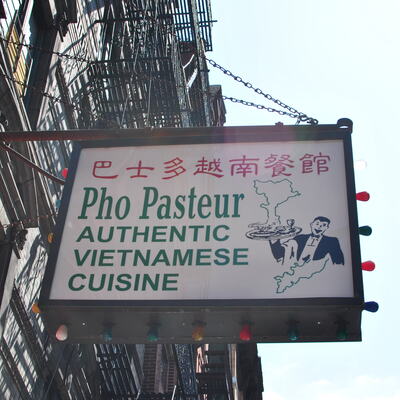 巴士多越南餐館
Pho Pasteur
AUTHENTIC
VIETNAMESE
CUISINE